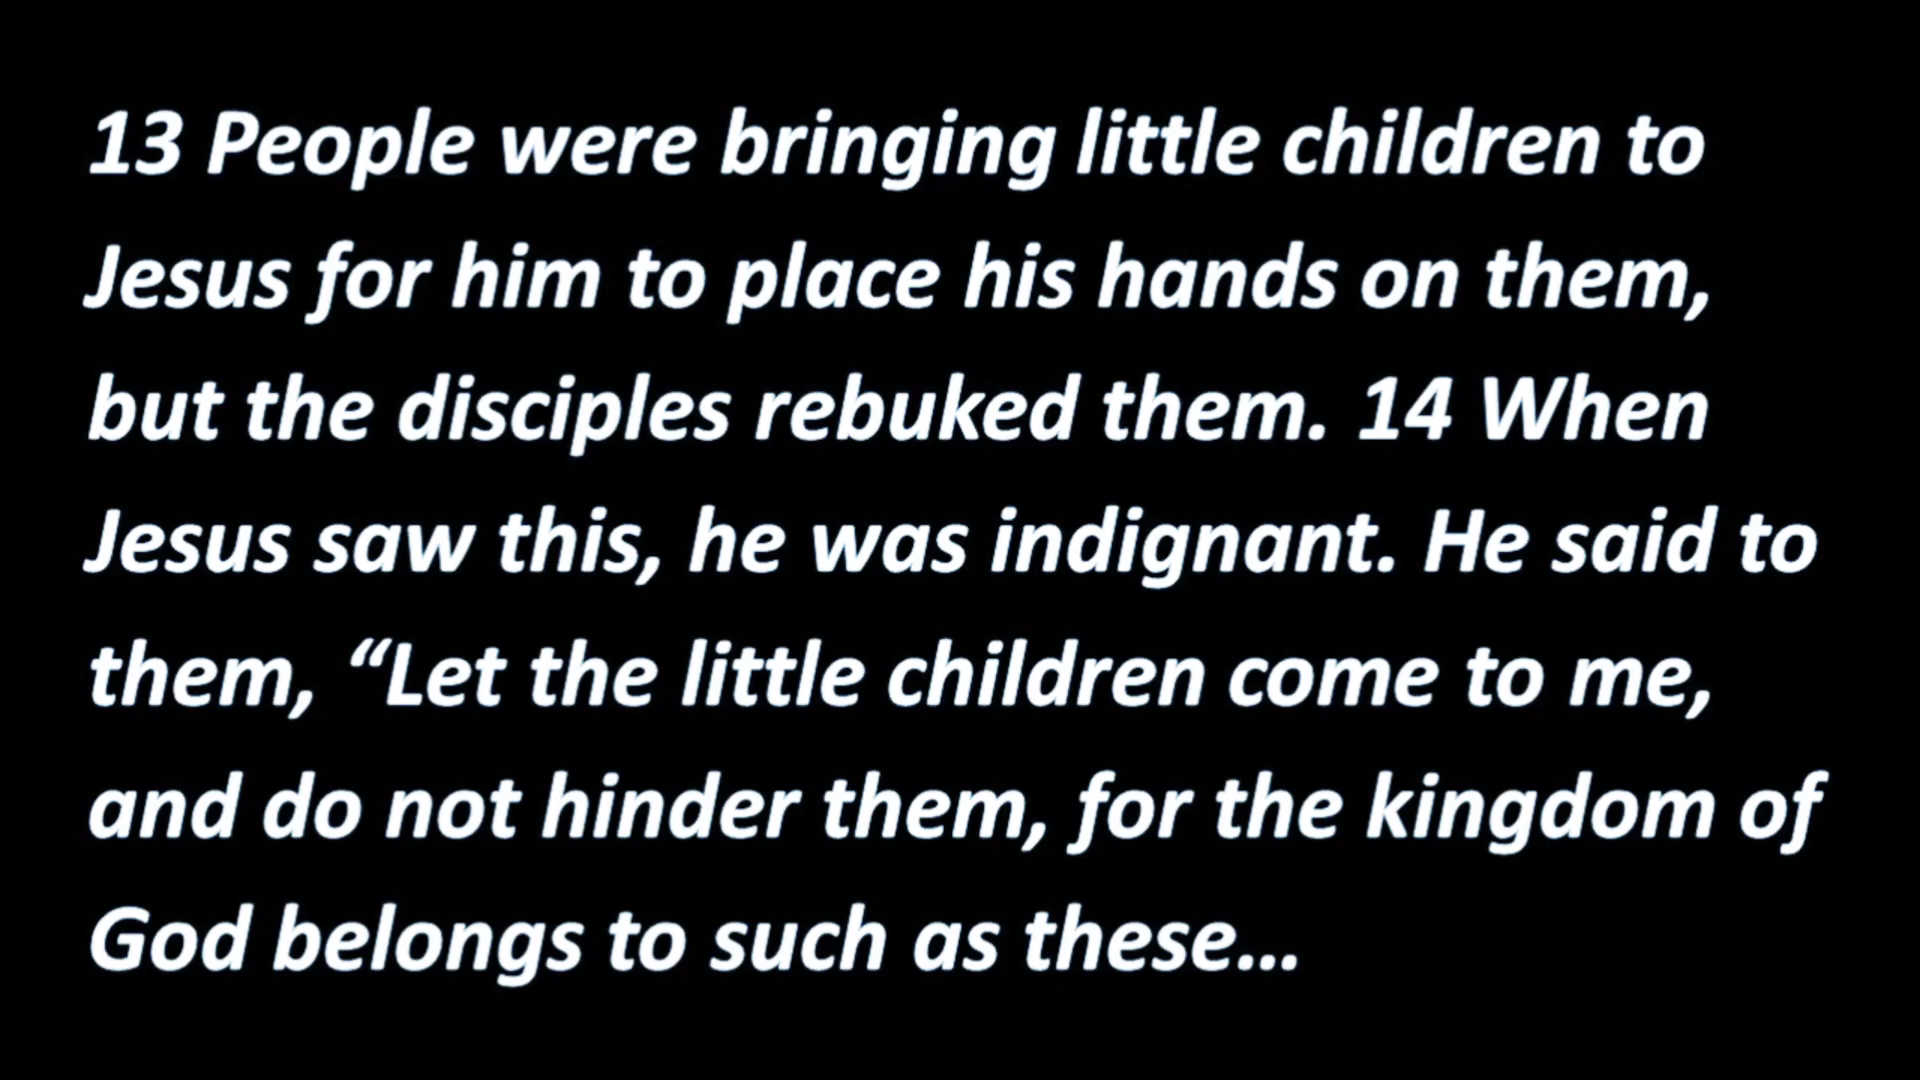 13 People were bringing little children to
Jesus for him to place his hands on them,
but the disciples rebuked them. 14 When
Jesus saw this, he was indignant. He said to
them, “Let the little children come to me,
and do not hinder them, for the kingdom of
God belongs to such as these…